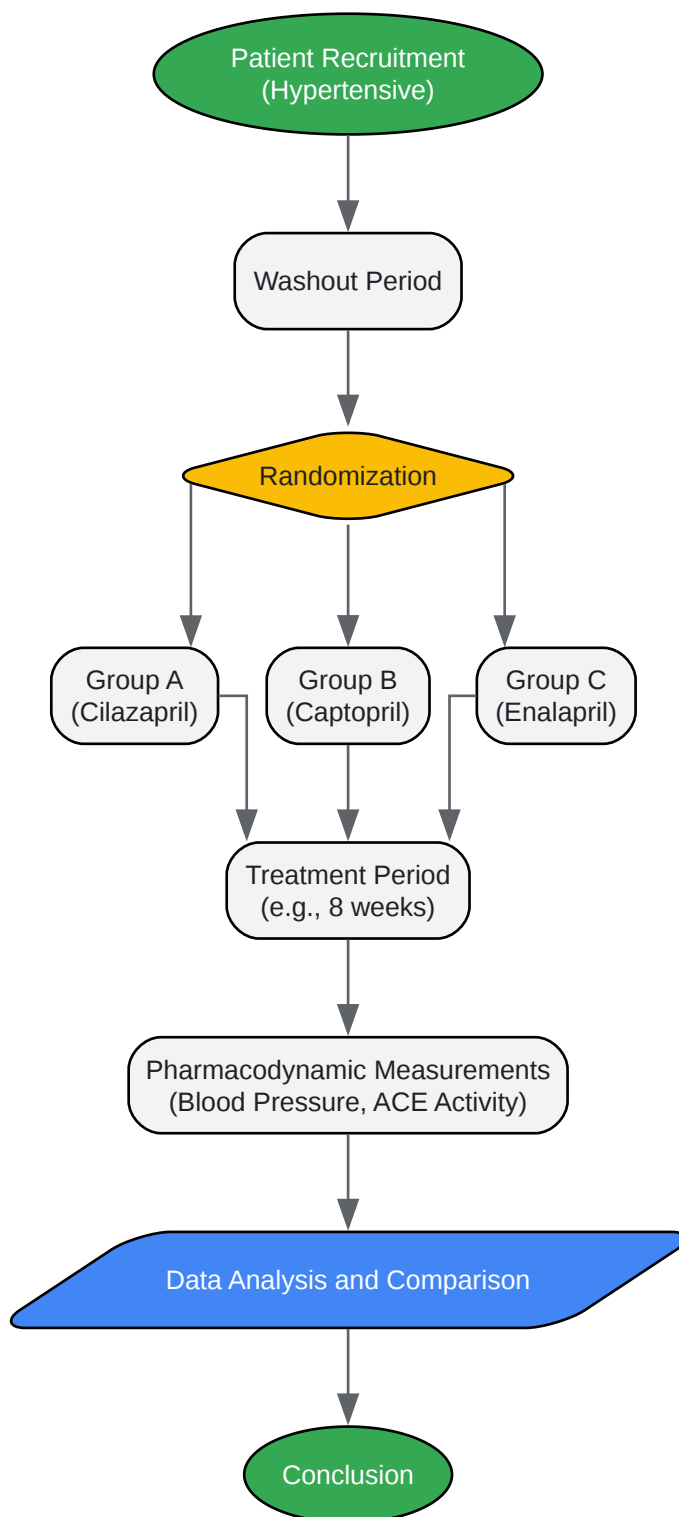 Patient Recruitment
(Hypertensive)
Washout Period
Randomization
Group A
(Cilazapril)
Group B
(Captopril)
Group C
(Enalapril)
Treatment Period
(e.g., 8 weeks)
Pharmacodynamic Measurements
(Blood Pressure, ACE Activity)
Data Analysis and Comparison
Conclusion